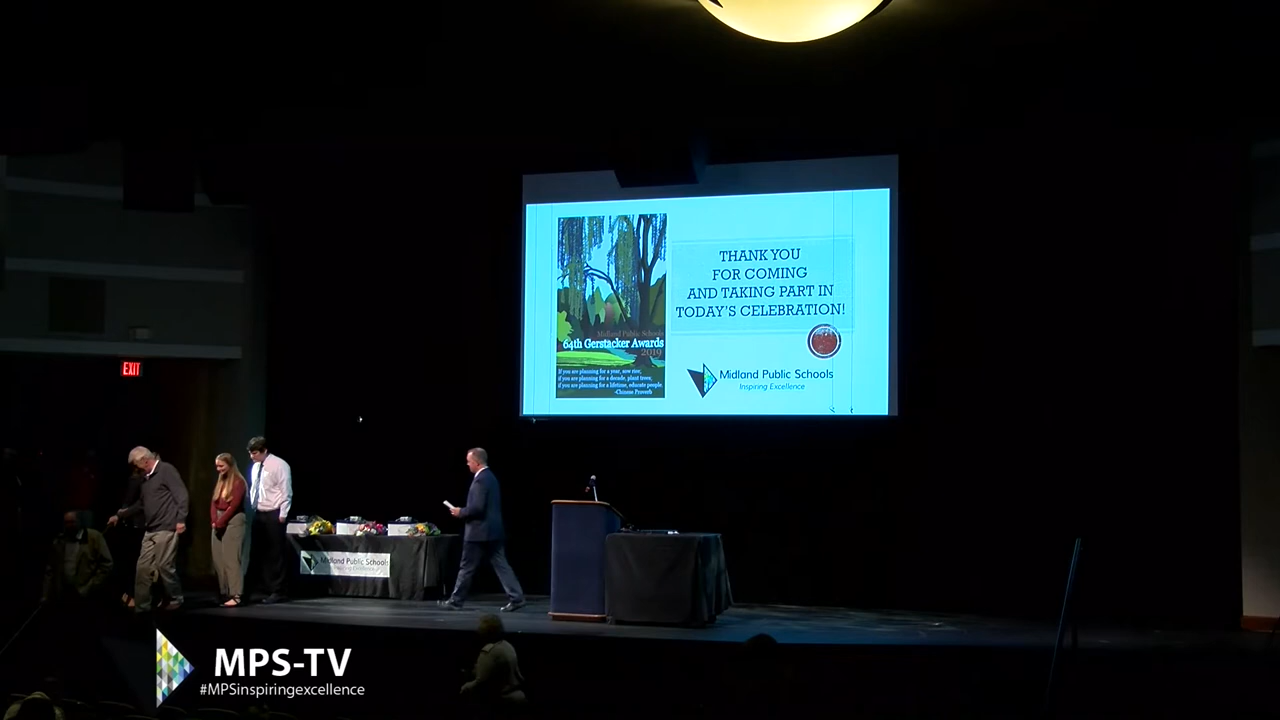 THANK YOU
FOR COMING
AND TAKING PART IN
TODAY'S CELEBRATION!
Midland Public Schools
64th Gerstacker Awards
2019
If you are planning for a year, sow rice;
if you are planning for a decade, plant trees;
if you are planning for a lifetime, educate people.
-Chinese Proverb
Midland Public Schools
Inspiring Excellence
EXIT
Midland Public Schools
Inspiring Excellence
MPS-TV
#MPSinspiringexcellence